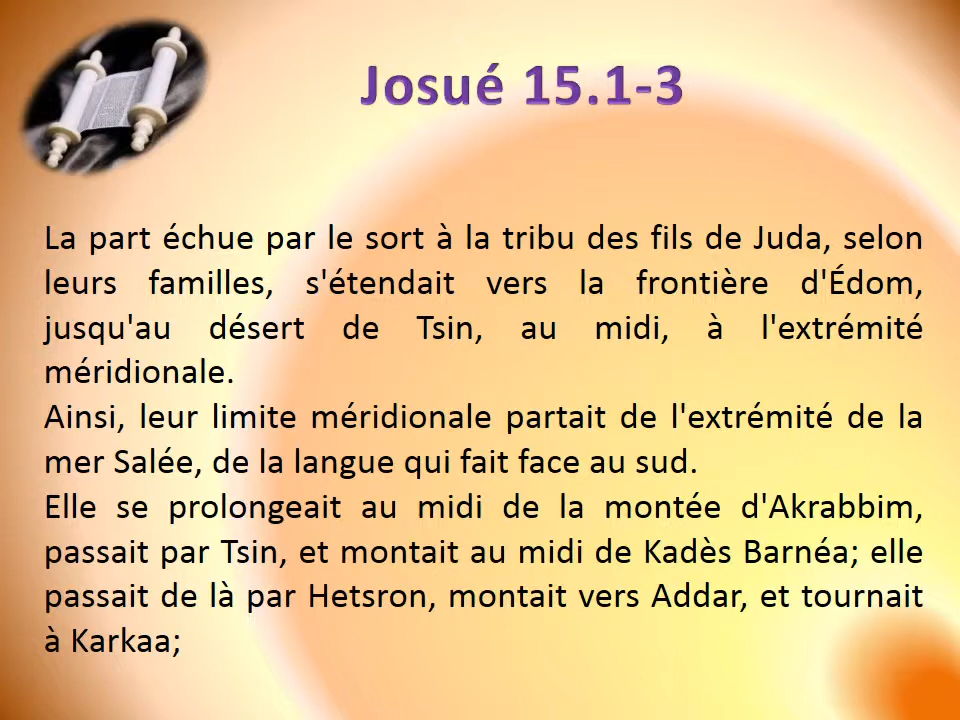 Josué 15.1-3
La part échue par le sort à la tribu des fils de Juda, selon
leurs familles, s'étendait vers la frontière d'Édom,
jusqu'au désert de Tsin, au midi, à l'extrémité
méridionale.
Ainsi, leur limite méridionale partait de l'extrémité de la
mer Salée, de la langue qui fait face au sud.
Elle se prolongeait au midi de la montée d'Akrabbim,
passait par Tsin, et montait au midi de Kadès Barnéa; elle
passait de là par Hetsron, montait vers Addar, et tournait
à Karkaa;